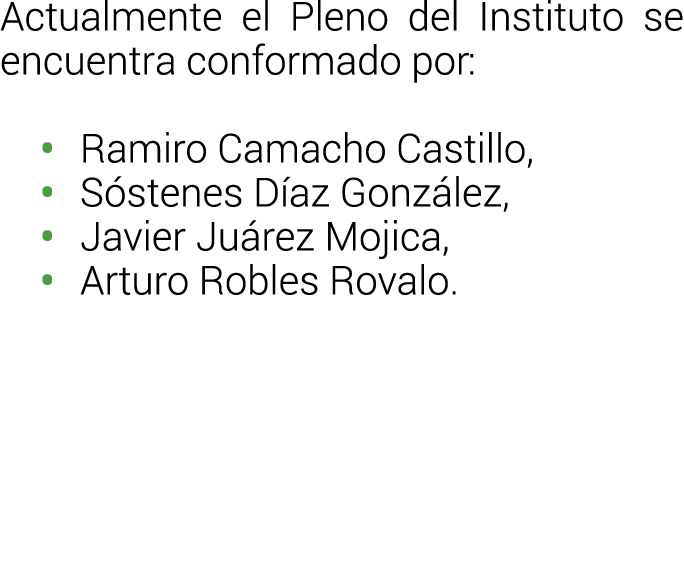 Actualmente el Pleno del Instituto se
encuentra conformado por:
• Ramiro Camacho Castillo,
• Sóstenes Díaz González,
• Javier Juárez Mojica,
• Arturo Robles Rovalo.